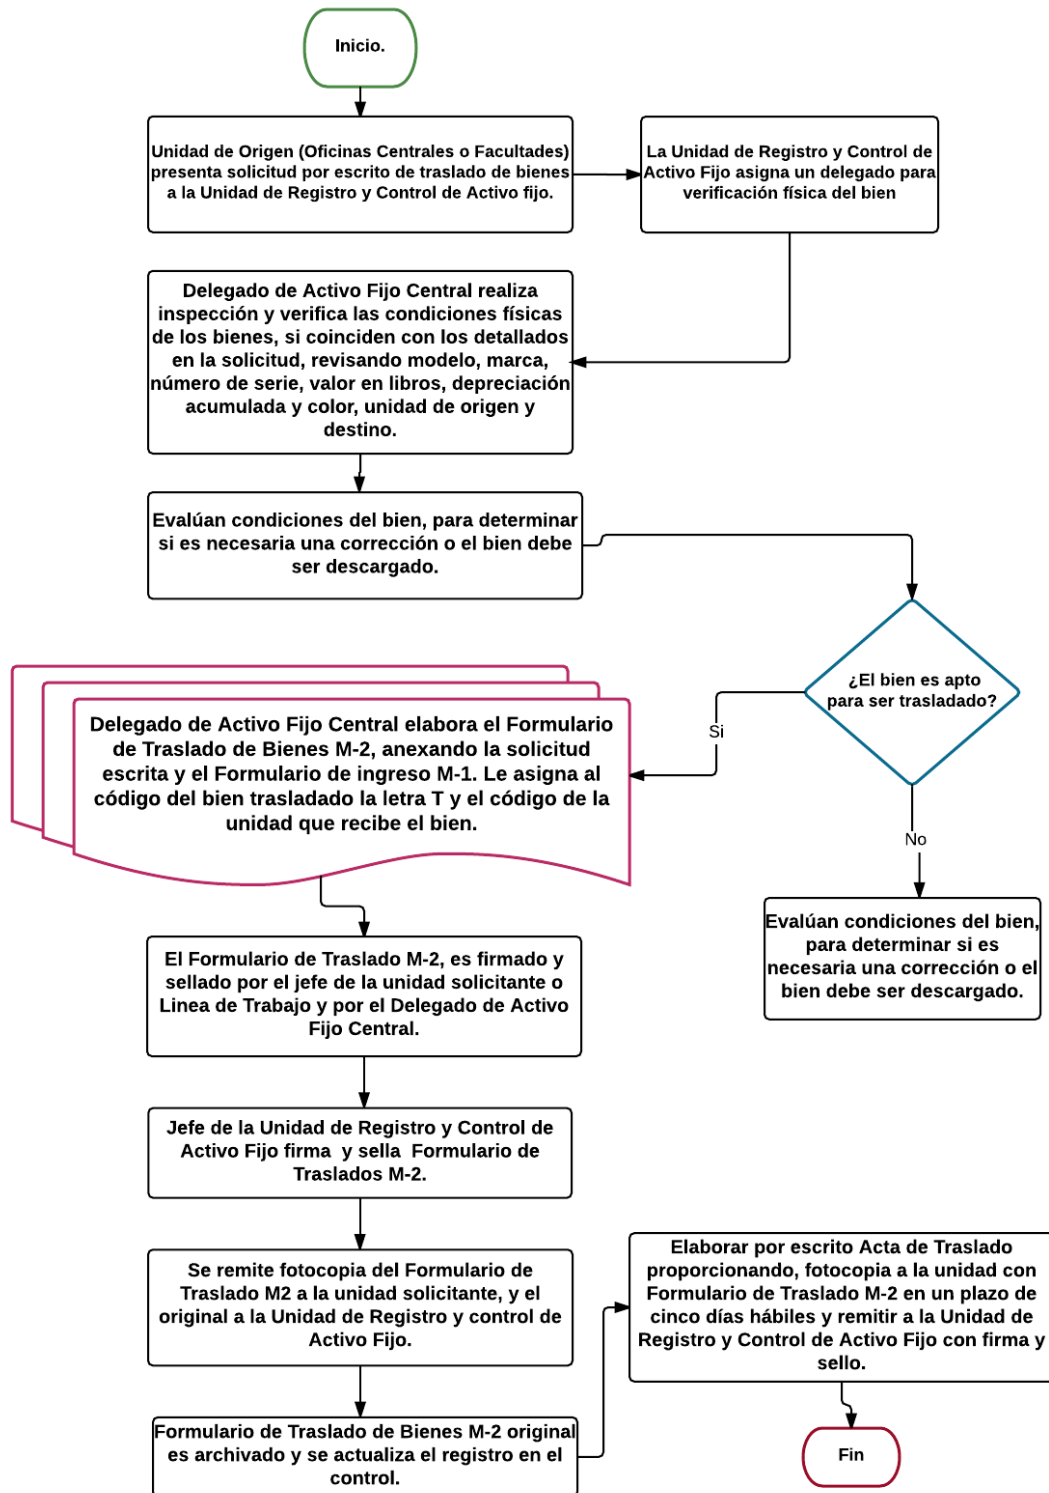 Inicio.
Unidad de Origen (Oficinas Centrales o Facultades)
presenta solicitud por escrito de traslado de bienes
a la Unidad de Registro y Control de Activo fijo.
La Unidad de Registro y Control de
Activo Fijo asigna un delegado para
verificación física del bien
Delegado de Activo Fijo Central realiza
inspección y verifica las condiciones físicas
de los bienes, si coinciden con los detallados
en la solicitud, revisando modelo, marca,
número de serie, valor en libros, depreciación
acumulada y color, unidad de origen y
destino.
Evalúan condiciones del bien, para determinar
si es necesaria una corrección o el bien debe
ser descargado.
¿El bien es apto
para ser trasladado?
Si
No
Delegado de Activo Fijo Central elabora el Formulario
de Traslado de Bienes M-2, anexando la solicitud
escrita y el Formulario de ingreso M-1. Le asigna al
código del bien trasladado la letra T y el código de la
unidad que recibe el bien.
Evalúan condiciones del bien,
para determinar si es
necesaria una corrección o el
bien debe ser descargado.
El Formulario de Traslado M-2, es firmado y
sellado por el jefe de la unidad solicitante o
Linea de Trabajo y por el Delegado de Activo
Fijo Central.
Jefe de la Unidad de Registro y Control de
Activo Fijo firma  y sella  Formulario de
Traslados M-2.
Se remite fotocopia del Formulario de
Traslado M2 a la unidad solicitante, y el
original a la Unidad de Registro y control de
Activo Fijo.
Formulario de Traslado de Bienes M-2 original
es archivado y se actualiza el registro en el
control.
Elaborar por escrito Acta de Traslado
proporcionando, fotocopia a la unidad con
Formulario de Traslado M-2 en un plazo de
cinco días hábiles y remitir a la Unidad de
Registro y Control de Activo Fijo con firma y
sello.
Fin